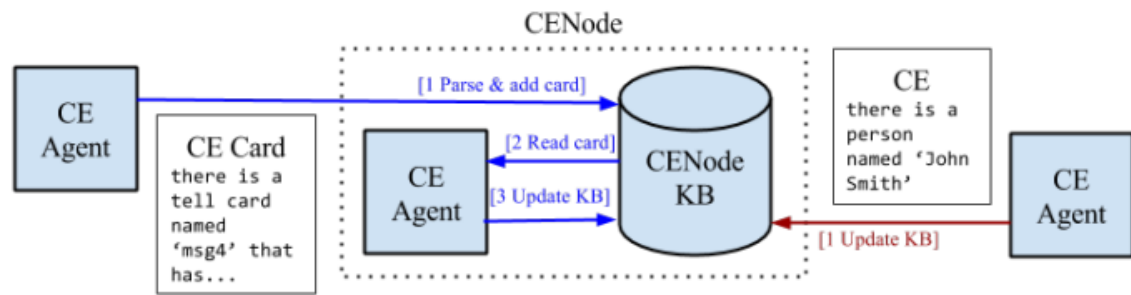 CENode
CE
Agent
[1 Parse & add card]
CE Card
there is a
tell card
named
‘msg4’ that
has...
[2 Read card]
CE
Agent
[3 Update KB]
CENode
KB
CE
there is a
person
named ‘John
Smith’
CE
Agent
[1 Update KB]